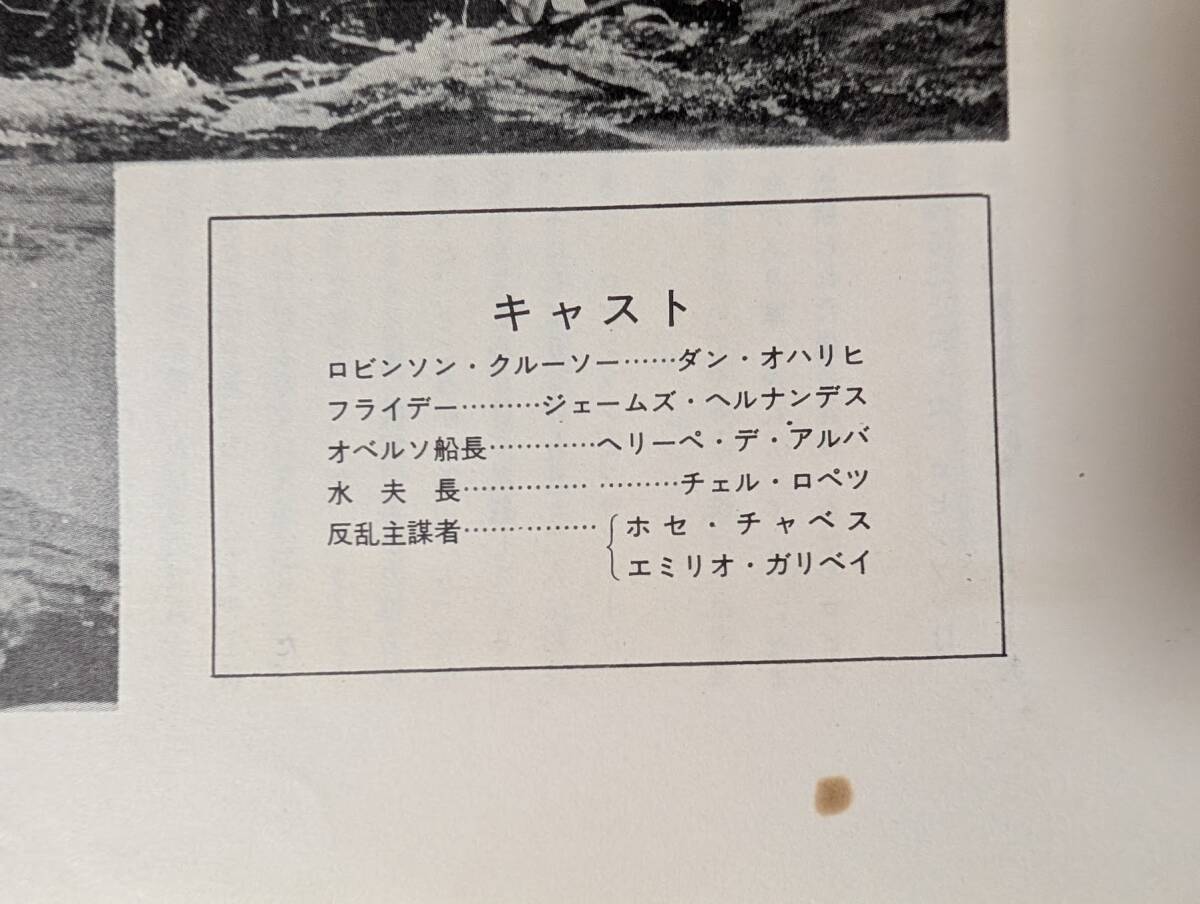 キャスト
ロビンソン・クルーソー……ダン・オハリヒ
フライデー………ジェームズ・ヘルナンデス
オベルソ船長…………ヘリーペ・デ・アルバ
水夫長…………… ………チェル・ロペツ
反乱主謀者……………ホセ・チャベス
エミリオ・ガリベイ